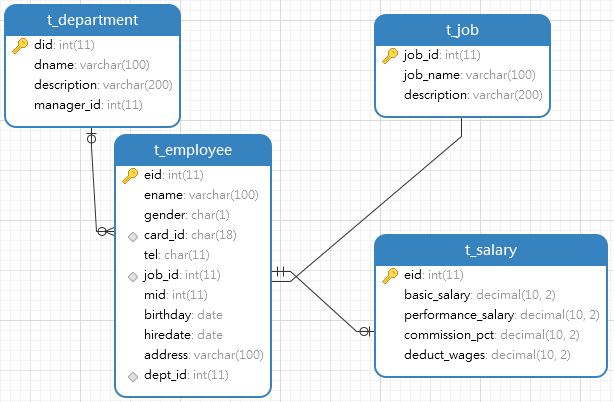 t_department
did: int(11)
dname: varchar(100)
description: varchar(200)
manager_id: int(11)
t_job
job_id: int(11)
job_name: varchar(100)
description: varchar(200)
t_employee
eid: int(11)
ename: varchar(100)
gender: char(1)
card_id: char(18)
tel: char(11)
job_id: int(11)
mid: int(11)
birthday: date
hiredate: date
address: varchar(100)
dept_id: int(11)
t_salary
eid: int(11)
basic_salary: decimal(10, 2)
performance_salary: decimal(10, 2)
commission_pct: decimal(10, 2)
deduct_wages: decimal(10, 2)